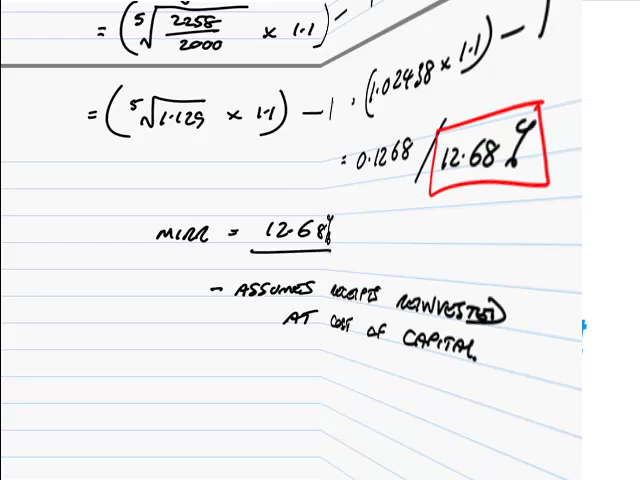 = (⁵√2258/2000 × 1.1) - 1
= (⁵√1.129 × 1.1) - 1 = (1.02438 × 1.1) - 1
= 0.1268 / 12.68%
MIRR = 12.68%
- ASSUMES RECEIPTS REINVESTED
AT COST OF CAPITAL